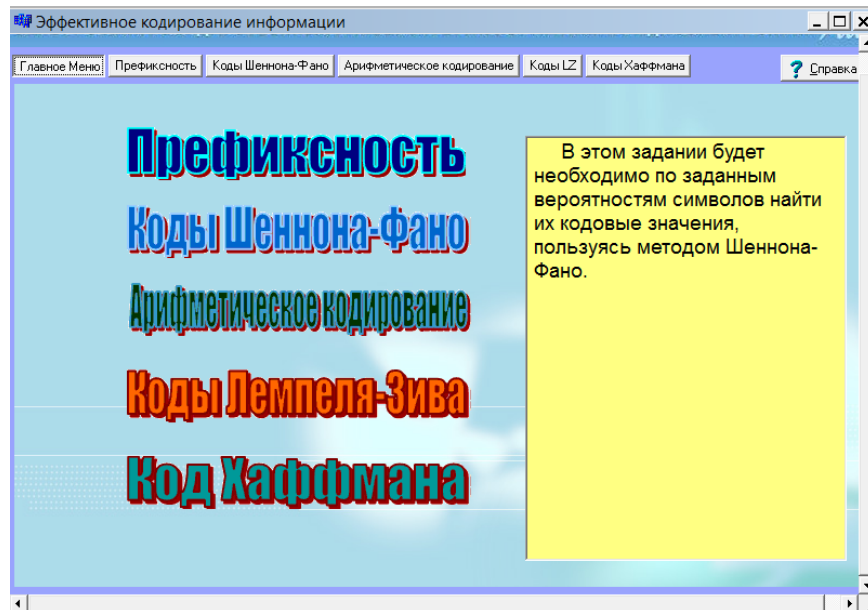 Эффективное кодирование информации
Главное Меню Префиксность Коды Шеннона-Фано Арифметическое кодирование Коды LZ Коды Хаффмана Справка
Префиксность
Коды Шеннона-Фано
Арифметическое кодирование
Коды Лемпеля-Зива
Код Хаффмана
В этом задании будет
необходимо по заданным
вероятностям символов найти
их кодовые значения,
пользуясь методом Шеннона-
Фано.